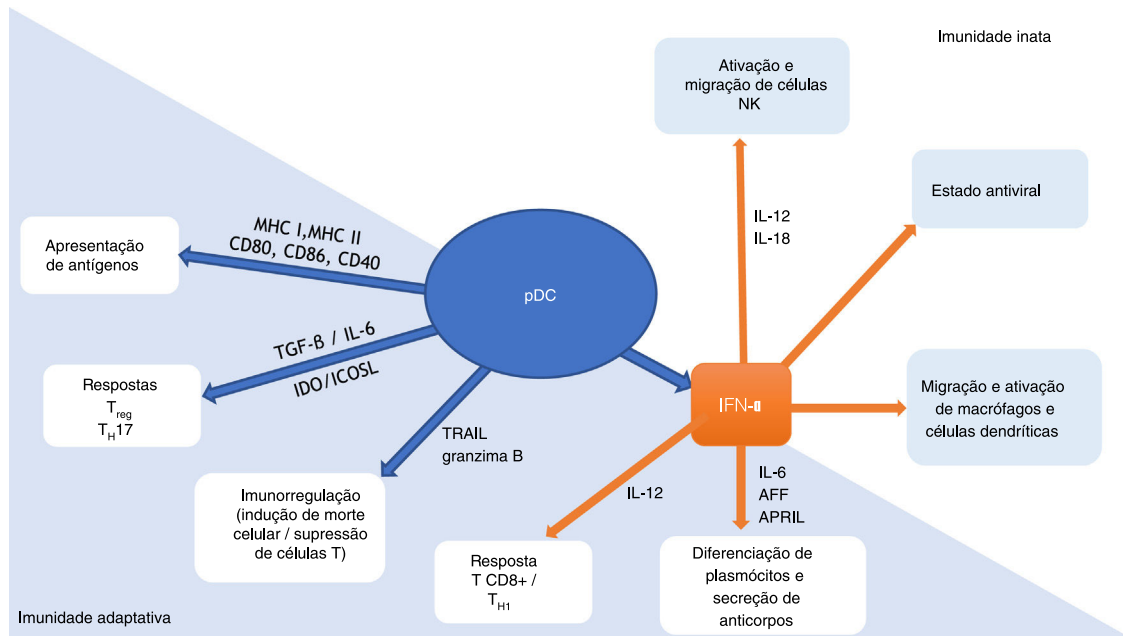 Imunidade inata
Ativação e
migração de células
NK
Estado antiviral
IL-12
IL-18
MHC I,MHC II
CD80, CD86, CD40
Apresentação
de antígenos
pDC
TGF-ß / IL-6
IDO/ICOSL
Respostas
Treg
TH17
IFN-α
Migração e ativação
de macrófagos e
células dendríticas
TRAIL
granzima B
IL-12
IL-6
AFF
APRIL
Imunorregulação
(indução de morte
celular / supressão
de células T)
Resposta
T CD8+ /
TH1
Diferenciação de
plasmócitos e
secreção de
anticorpos
Imunidade adaptativa